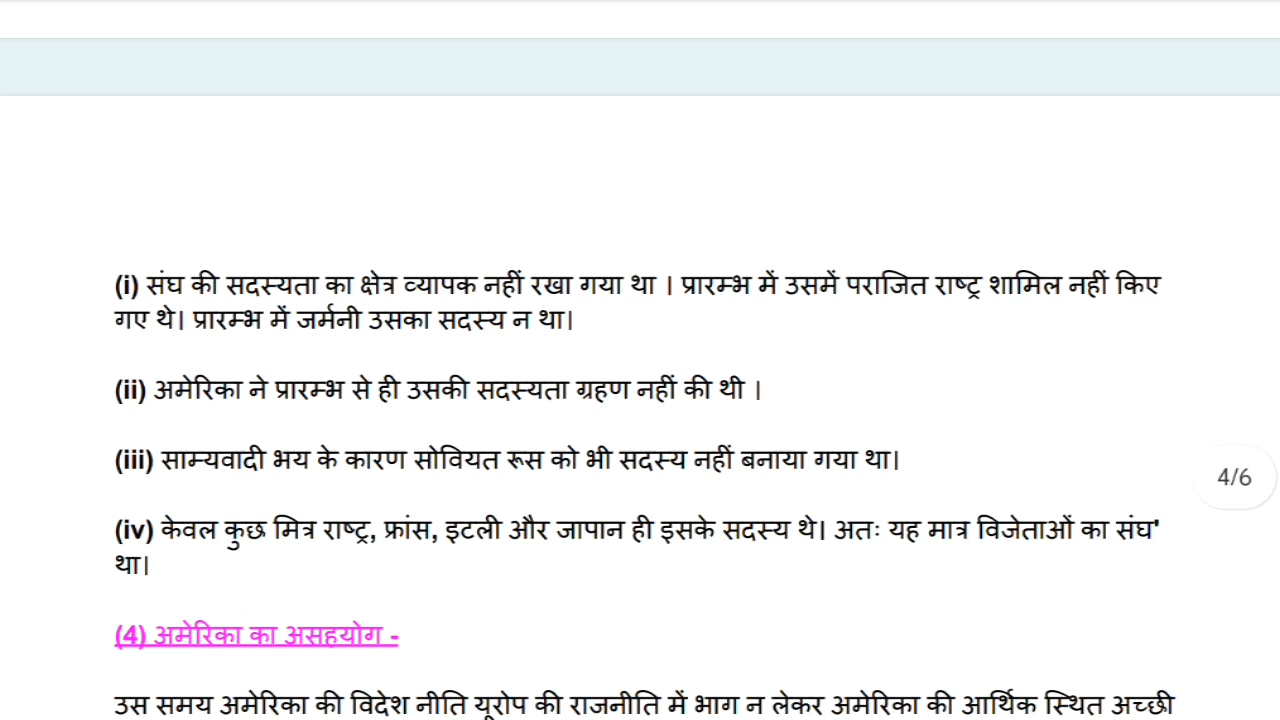 (i) संघ की सदस्यता का क्षेत्र व्यापक नहीं रखा गया था । प्रारम्भ में उसमें पराजित राष्ट्र शामिल नहीं किए
गए थे। प्रारम्भ में जर्मनी उसका सदस्य न था।
(ii) अमेरिका ने प्रारम्भ से ही उसकी सदस्यता ग्रहण नहीं की थी ।
(iii) साम्यवादी भय के कारण सोवियत रूस को भी सदस्य नहीं बनाया गया था।
4/6
(iv) केवल कुछ मित्र राष्ट्र, फ्रांस, इटली और जापान ही इसके सदस्य थे। अतः यह मात्र विजेताओं का संघ'
था।
(4) अमेरिका का असहयोग -
उस समय अमेरिका की विदेश नीति यूरोप की राजनीति में भाग न लेकर अमेरिका की आर्थिक स्थित अच्छी